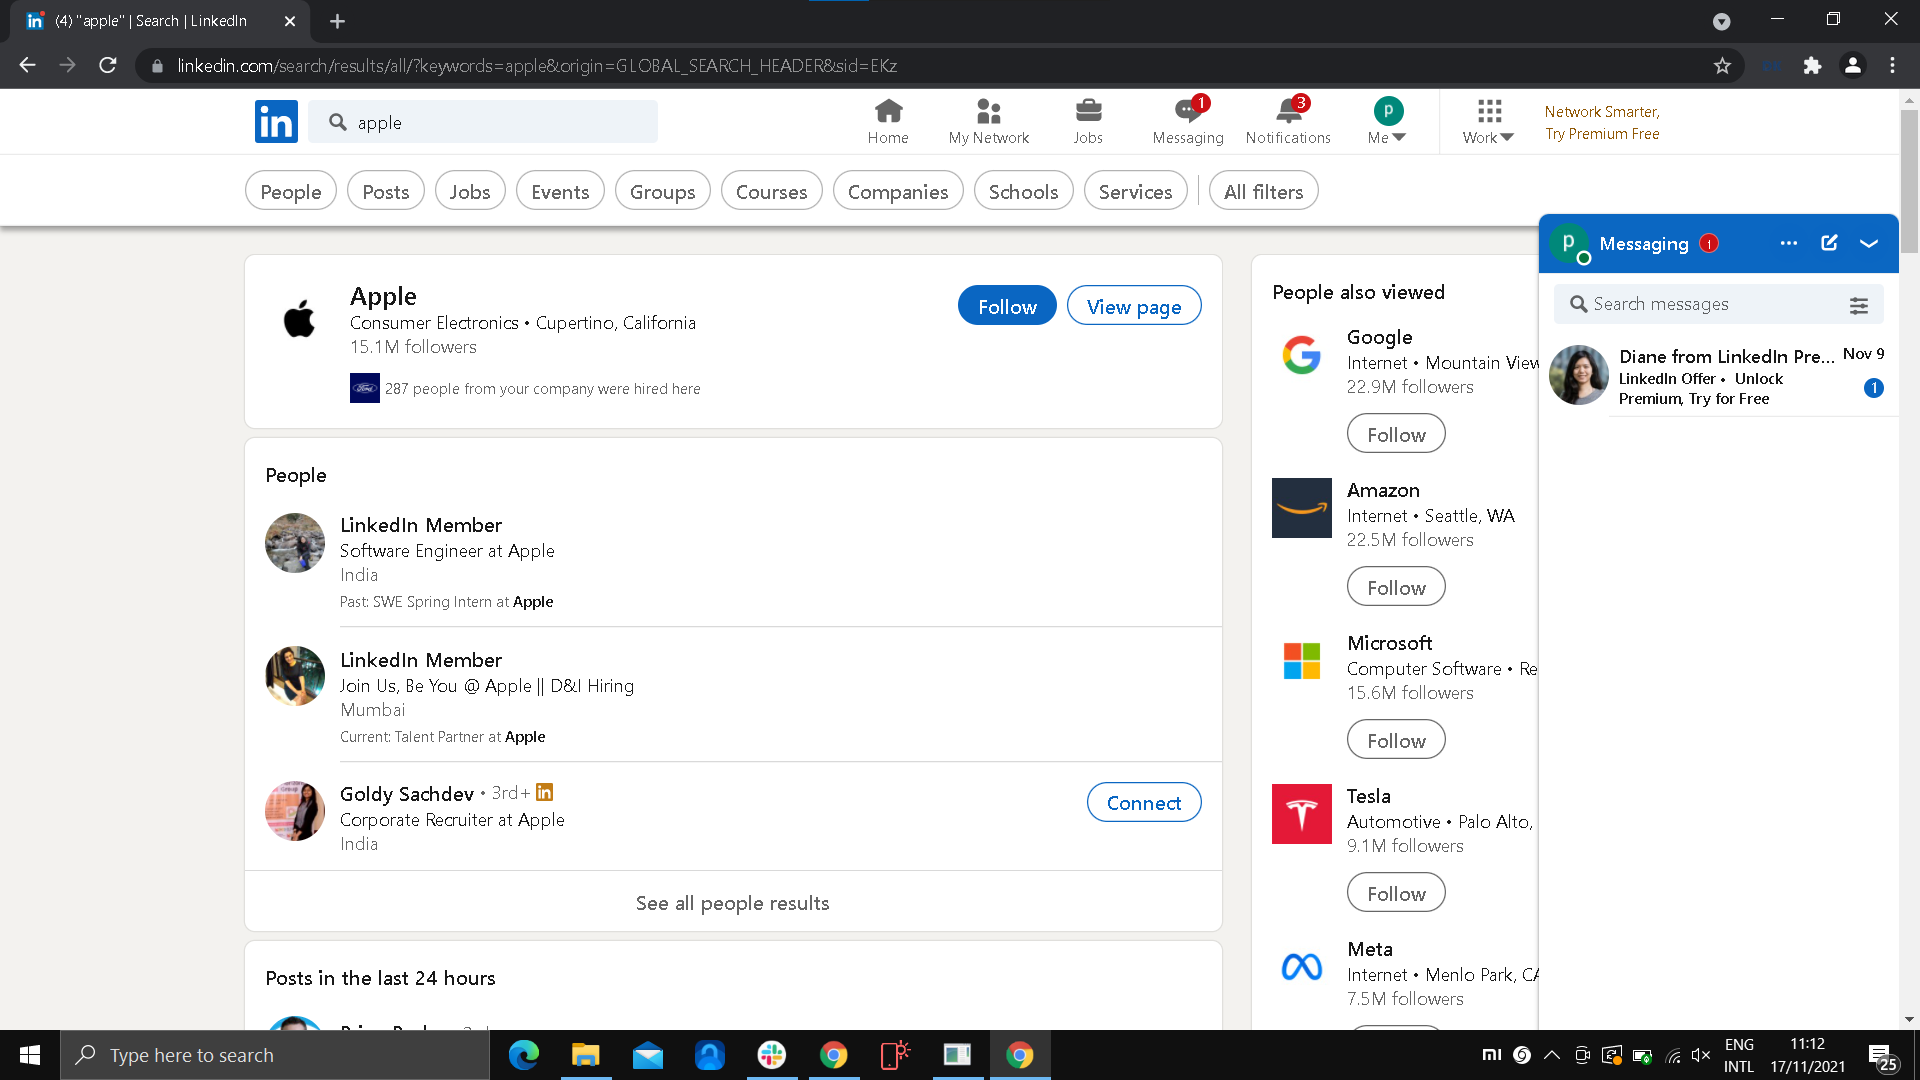 (4) "apple" | Search | LinkedIn
linkedin.com/search/results/all/?keywords=apple&origin=GLOBAL_SEARCH_HEADER&sid=EKz
in
apple
Home
My Network
Jobs
1
Messaging
3
Notifications
P
Me
Work
Network Smarter,
Try Premium Free
People
Posts
Jobs
Events
Groups
Courses
Companies
Schools
Services
All filters
Apple
Consumer Electronics • Cupertino, California
15.1M followers
Follow
View page
Ford
287 people from your company were hired here
People
LinkedIn Member
Software Engineer at Apple
India
Past: SWE Spring Intern at Apple
LinkedIn Member
Join Us, Be You @ Apple || D&I Hiring
Mumbai
Current: Talent Partner at Apple
Goldy Sachdev • 3rd+ in
Corporate Recruiter at Apple
India
Connect
See all people results
Posts in the last 24 hours
People also viewed
Google
Internet • Mountain View
22.9M followers
Follow
Amazon
Internet • Seattle, WA
22.5M followers
Follow
Microsoft
Computer Software • Re
15.6M followers
Follow
Tesla
Automotive • Palo Alto,
9.1M followers
Follow
Meta
Internet • Menlo Park, CA
7.5M followers
P
Messaging 1
Search messages
Diane from LinkedIn Pre... Nov 9
LinkedIn Offer • Unlock
Premium, Try for Free
1
Type here to search
mi
ENG
INTL
11:12
17/11/2021
25